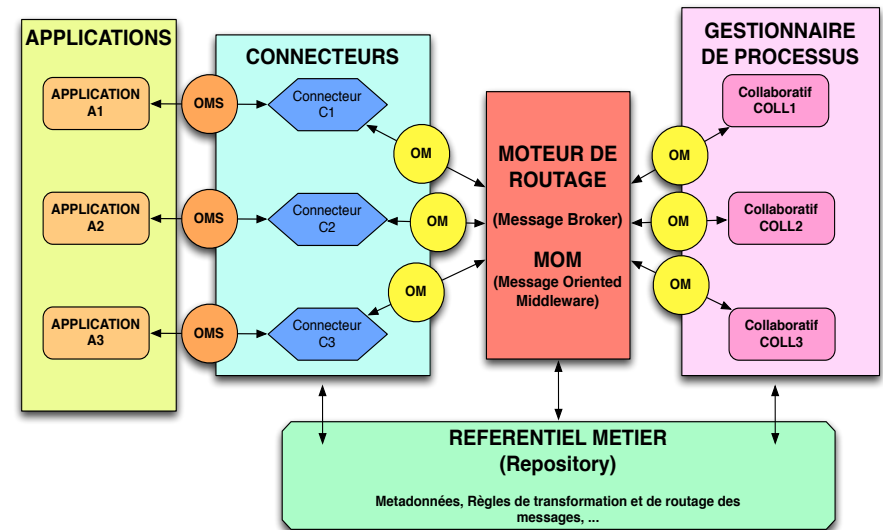 APPLICATIONS
APPLICATION
A1
APPLICATION
A2
APPLICATION
A3
OMS
OMS
OMS
CONNECTEURS
Connecteur
C1
Connecteur
C2
Connecteur
C3
OM
OM
OM
MOTEUR DE
ROUTAGE
(Message Broker)
MOM
(Message Oriented
Middleware)
OM
OM
OM
GESTIONNAIRE
DE PROCESSUS
Collaboratif
COLL1
Collaboratif
COLL2
Collaboratif
COLL3
REFERENTIEL METIER
(Repository)
Metadonnées, Règles de transformation et de routage des
messages, ...